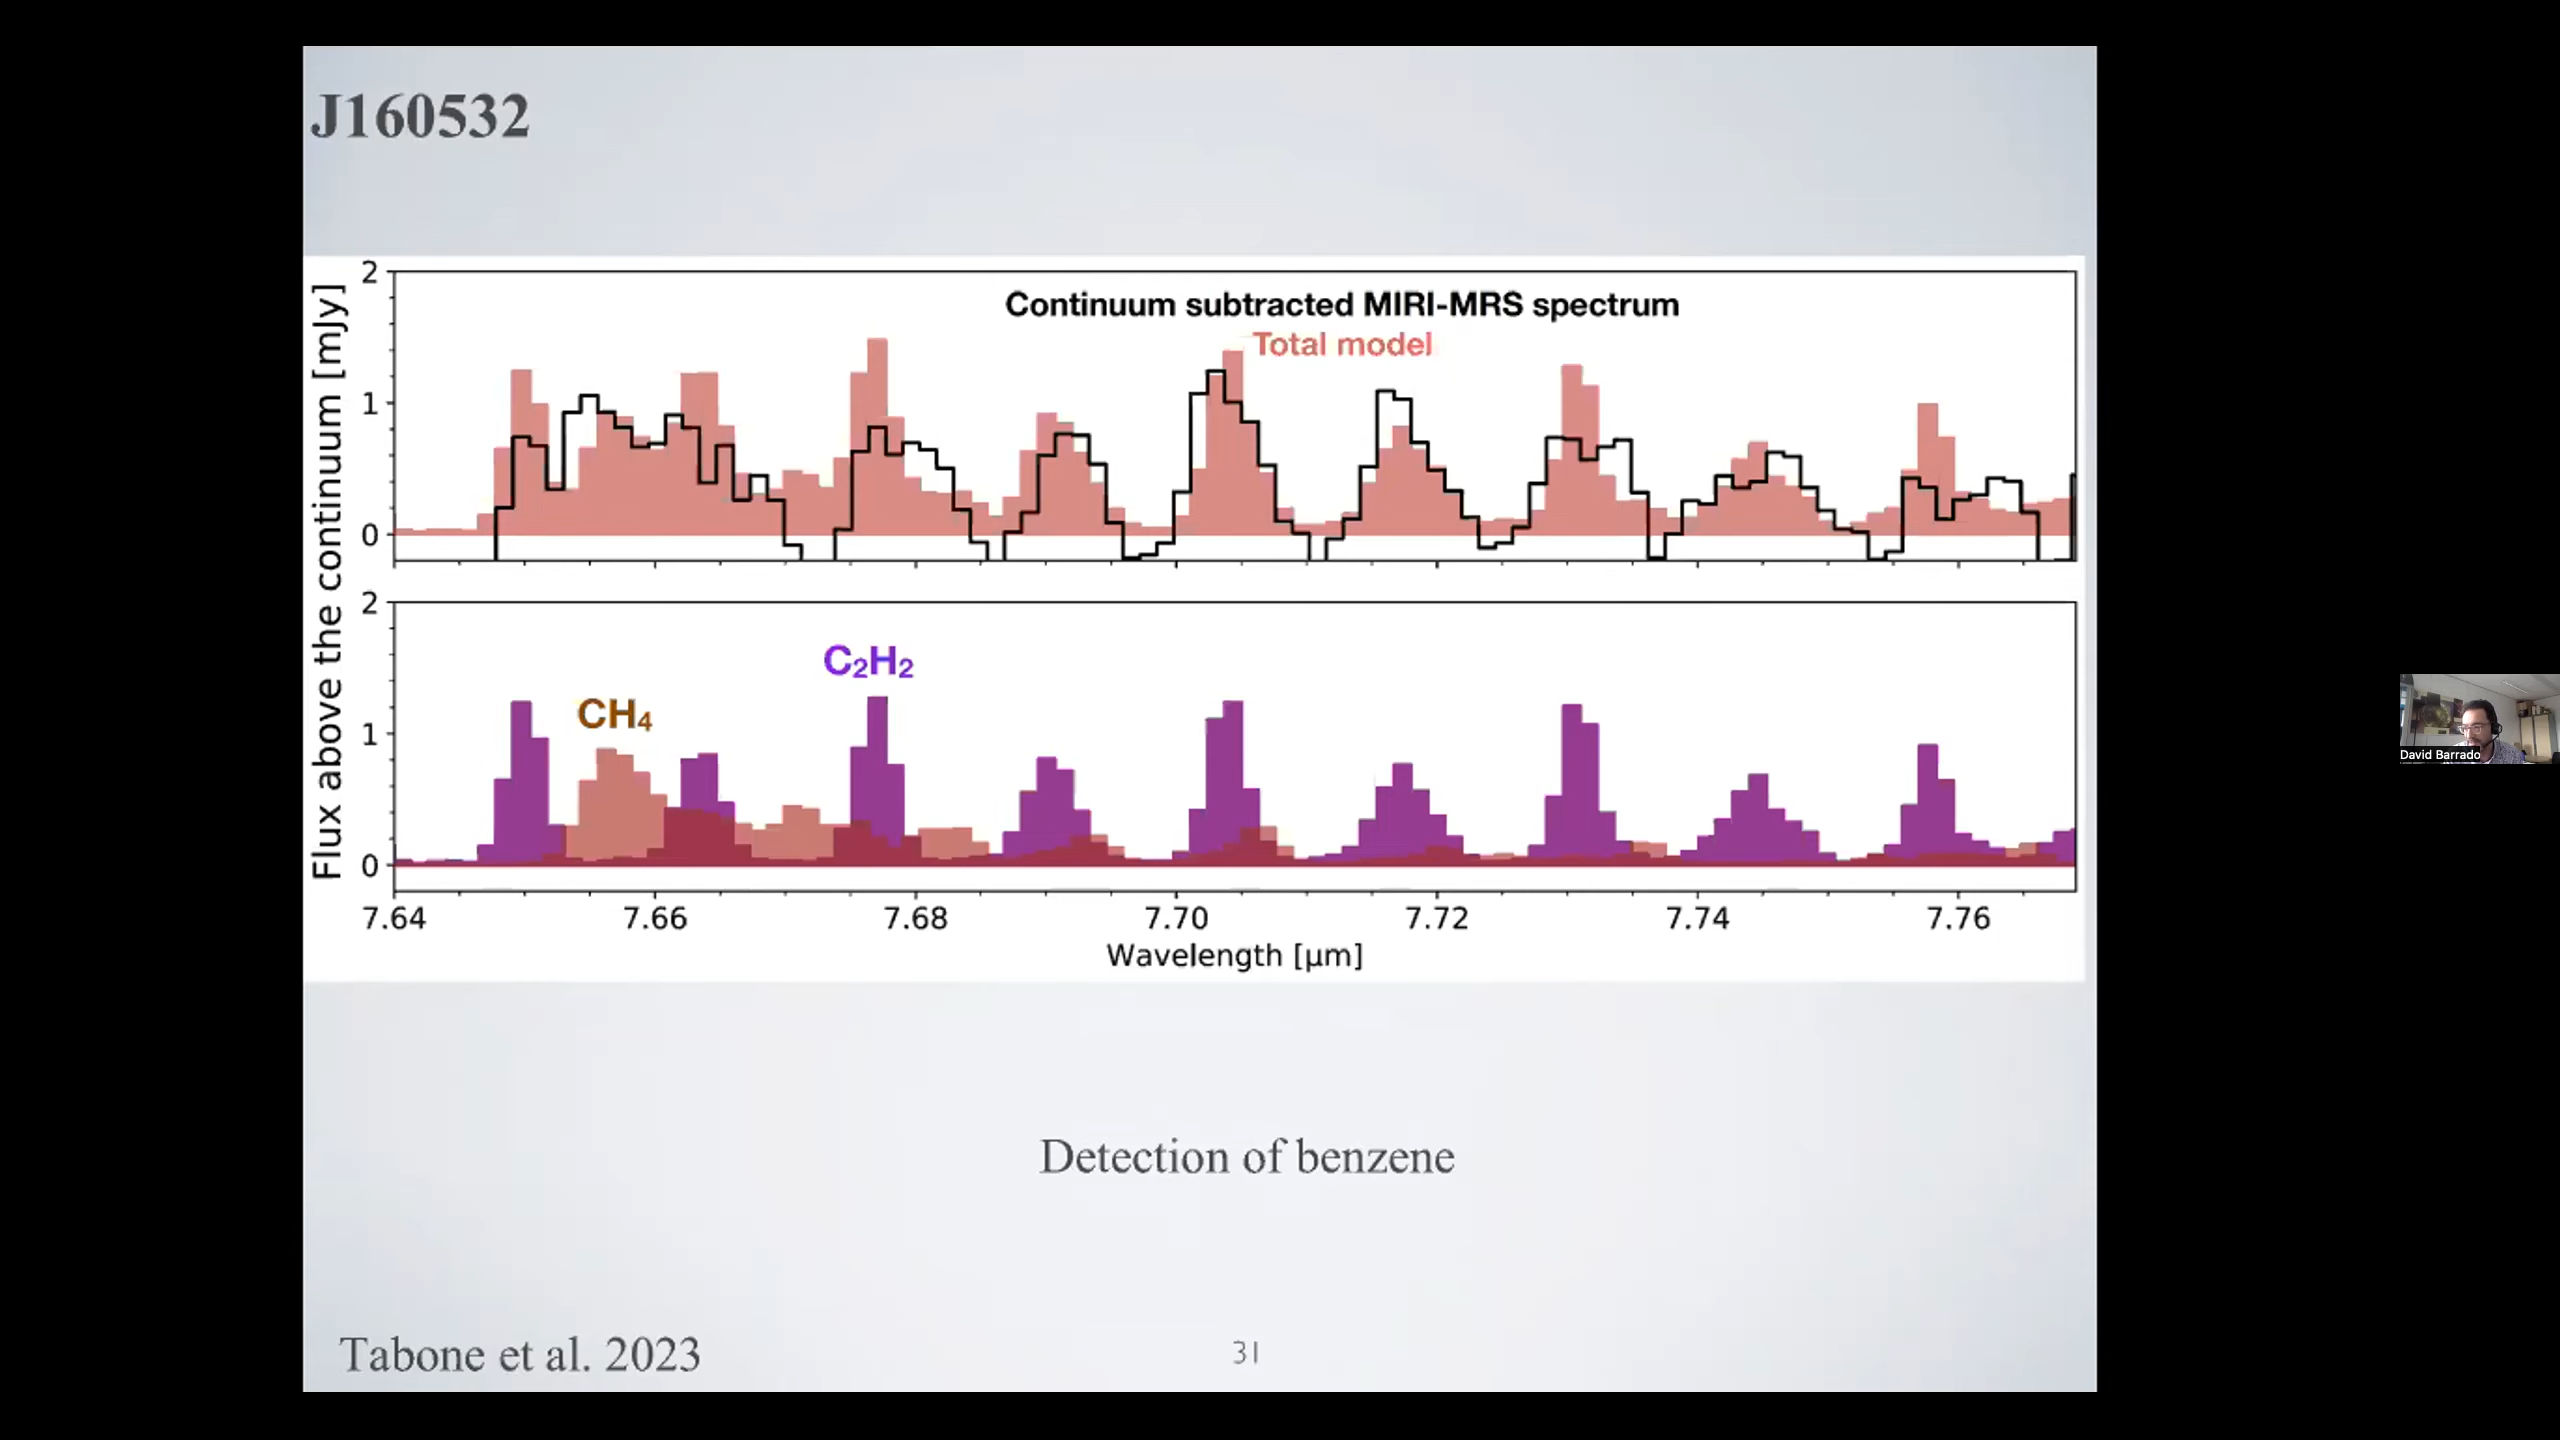 J160532
Flux above the continuum [mJy]
2
1
0
Continuum subtracted MIRI-MRS spectrum
Total model
2
1
0
C₂H₂
CH₄
7.64 7.66 7.68 7.70 7.72 7.74 7.76
Wavelength [µm]
David Barrado
Detection of benzene
Tabone et al. 2023
31